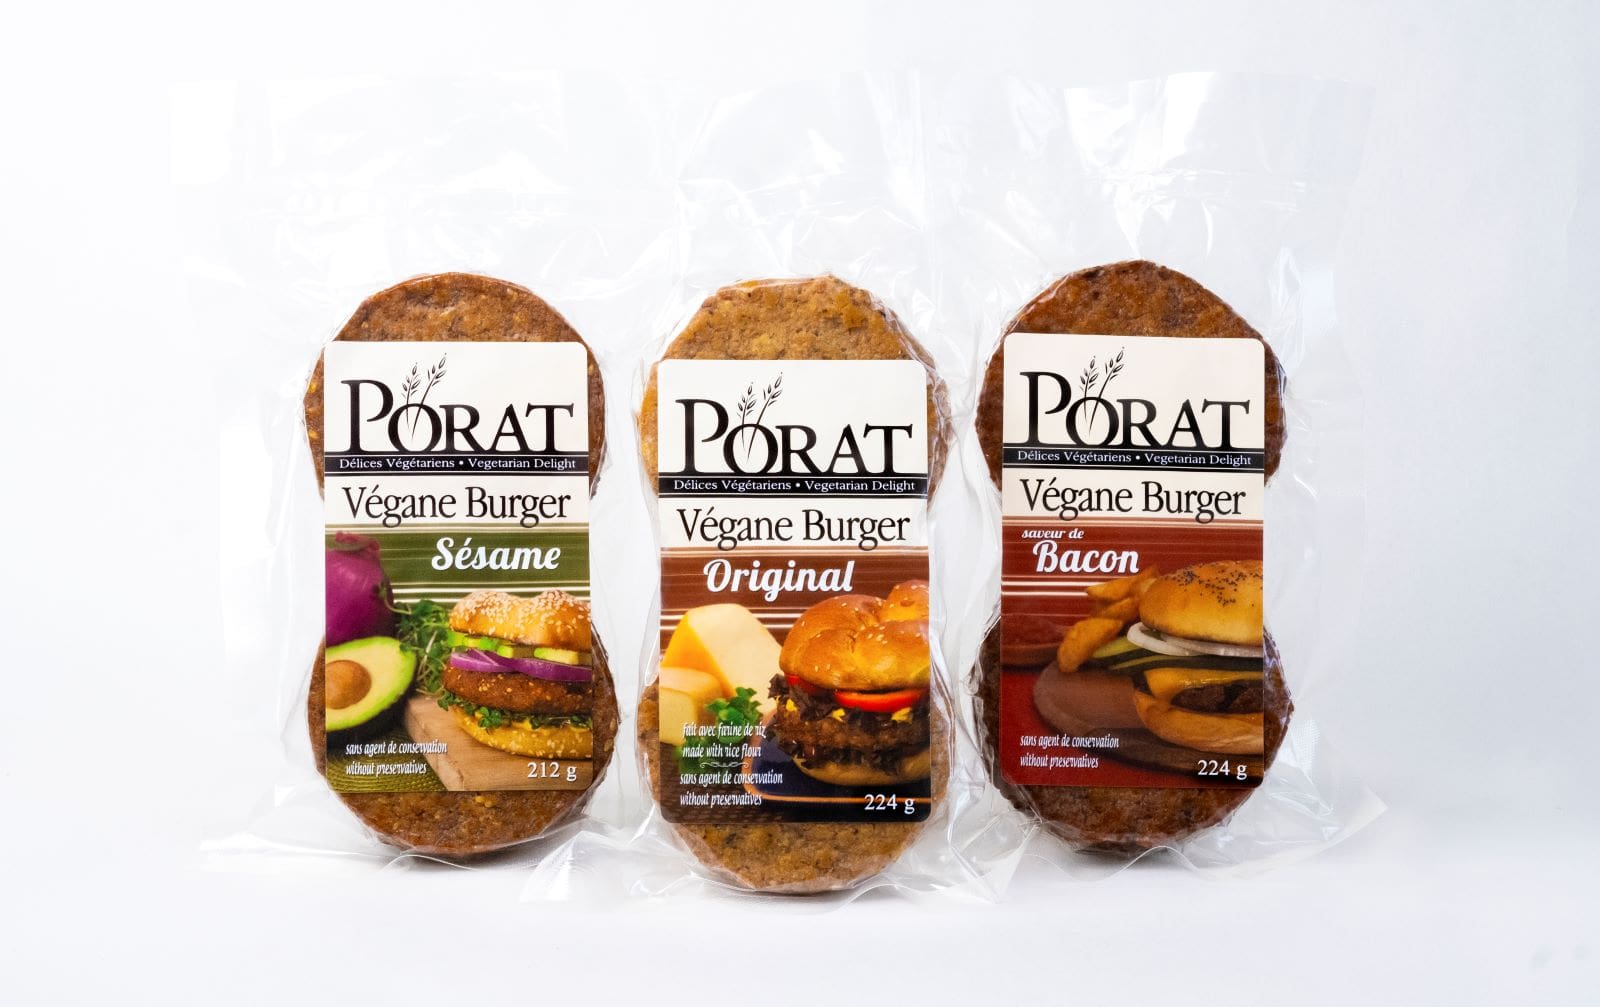 PORAT
Délices Végétariens • Vegetarian Delight
Végane Burger
Sésame
sans agent de conservation
without preservatives
212 g
PORAT
Délices Végétariens • Vegetarian Delight
Végane Burger
Original
fait avec farine de riz
made with rice flour
sans agent de conservation
without preservatives
224 g
PORAT
Délices Végétariens • Vegetarian Delight
Végane Burger
saveur de
Bacon
sans agent de conservation
without preservatives
224 g